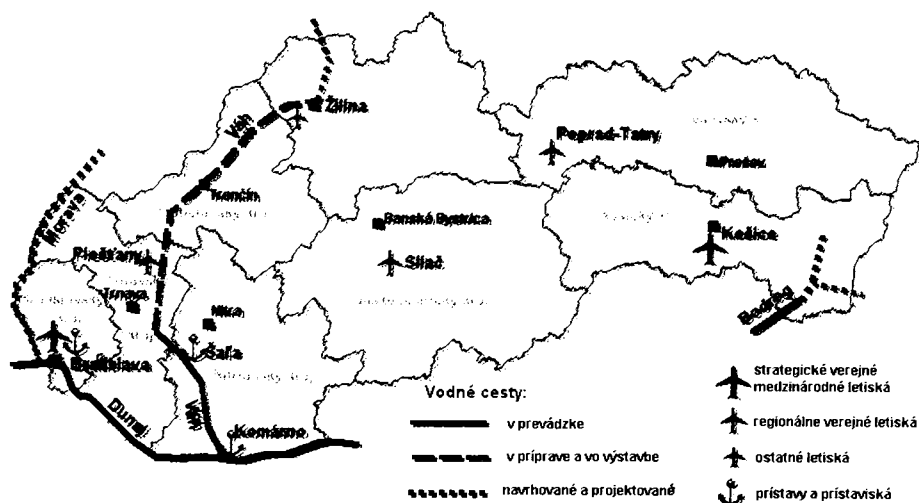 Žilina
Váh
Poprad-Tatry
Prešov
Trenčín
Morava
Banská Bystrica
Košice
Piešťany
Sliač
Trnava
Nitra
Bodrog
Bratislava
Šaľa
Váh
Dunaj
Komárno
Vodné cesty:
v prevádzke
v príprave a vo výstavbe
navrhované a projektované
strategické verejné
medzinárodné letiská
regionálne verejné letiská
ostatné letiská
prístavy a prístaviská